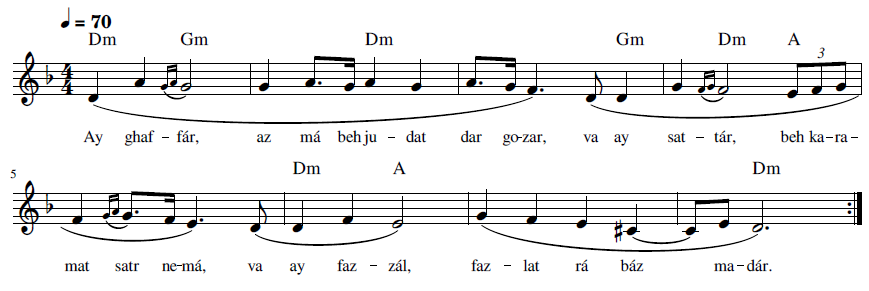 ♩ = 70
Dm Gm Dm Gm Dm A
4 4
3
Ay ghaf – fár, az má beh ju – dat dar go-zar, va ay sat – tár, beh ka–ra–
5
Dm A Dm
mat satr ne–má, va ay faz – zál, faz – lat rá báz ma – dár.